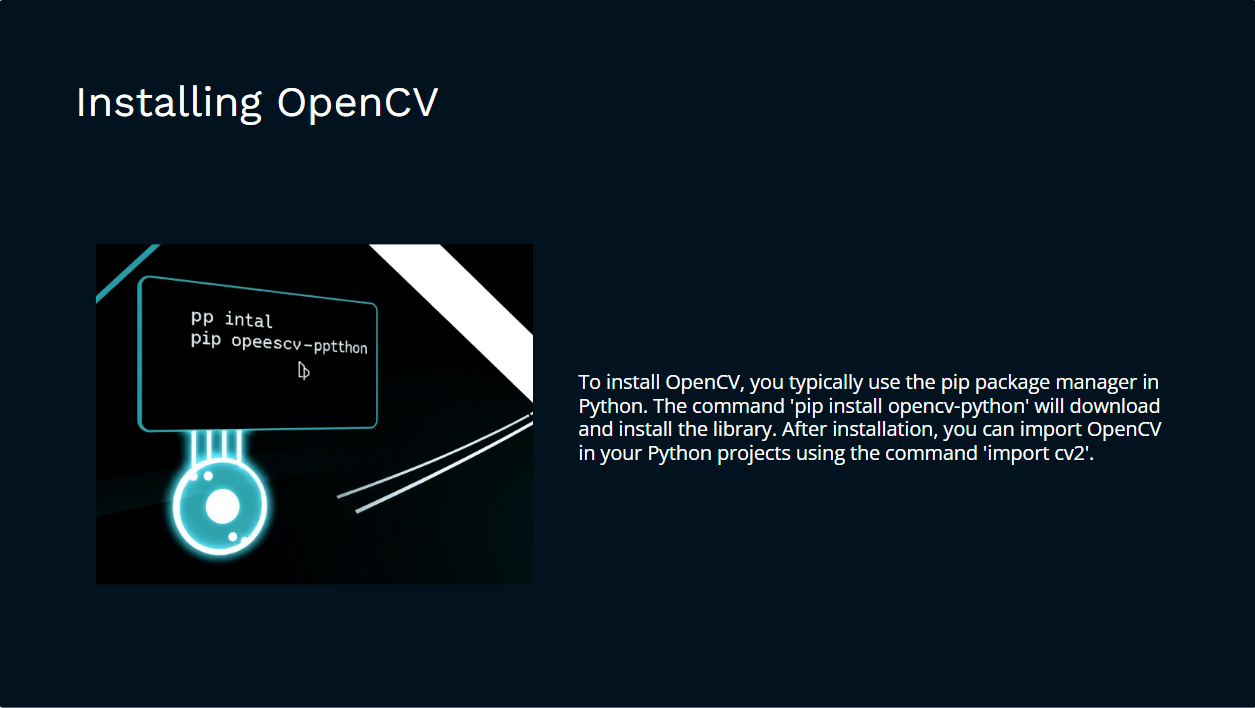 Installing OpenCV
pp intal
pip opeescv-pptthon
To install OpenCV, you typically use the pip package manager in
Python. The command 'pip install opencv-python' will download
and install the library. After installation, you can import OpenCV
in your Python projects using the command 'import cv2'.